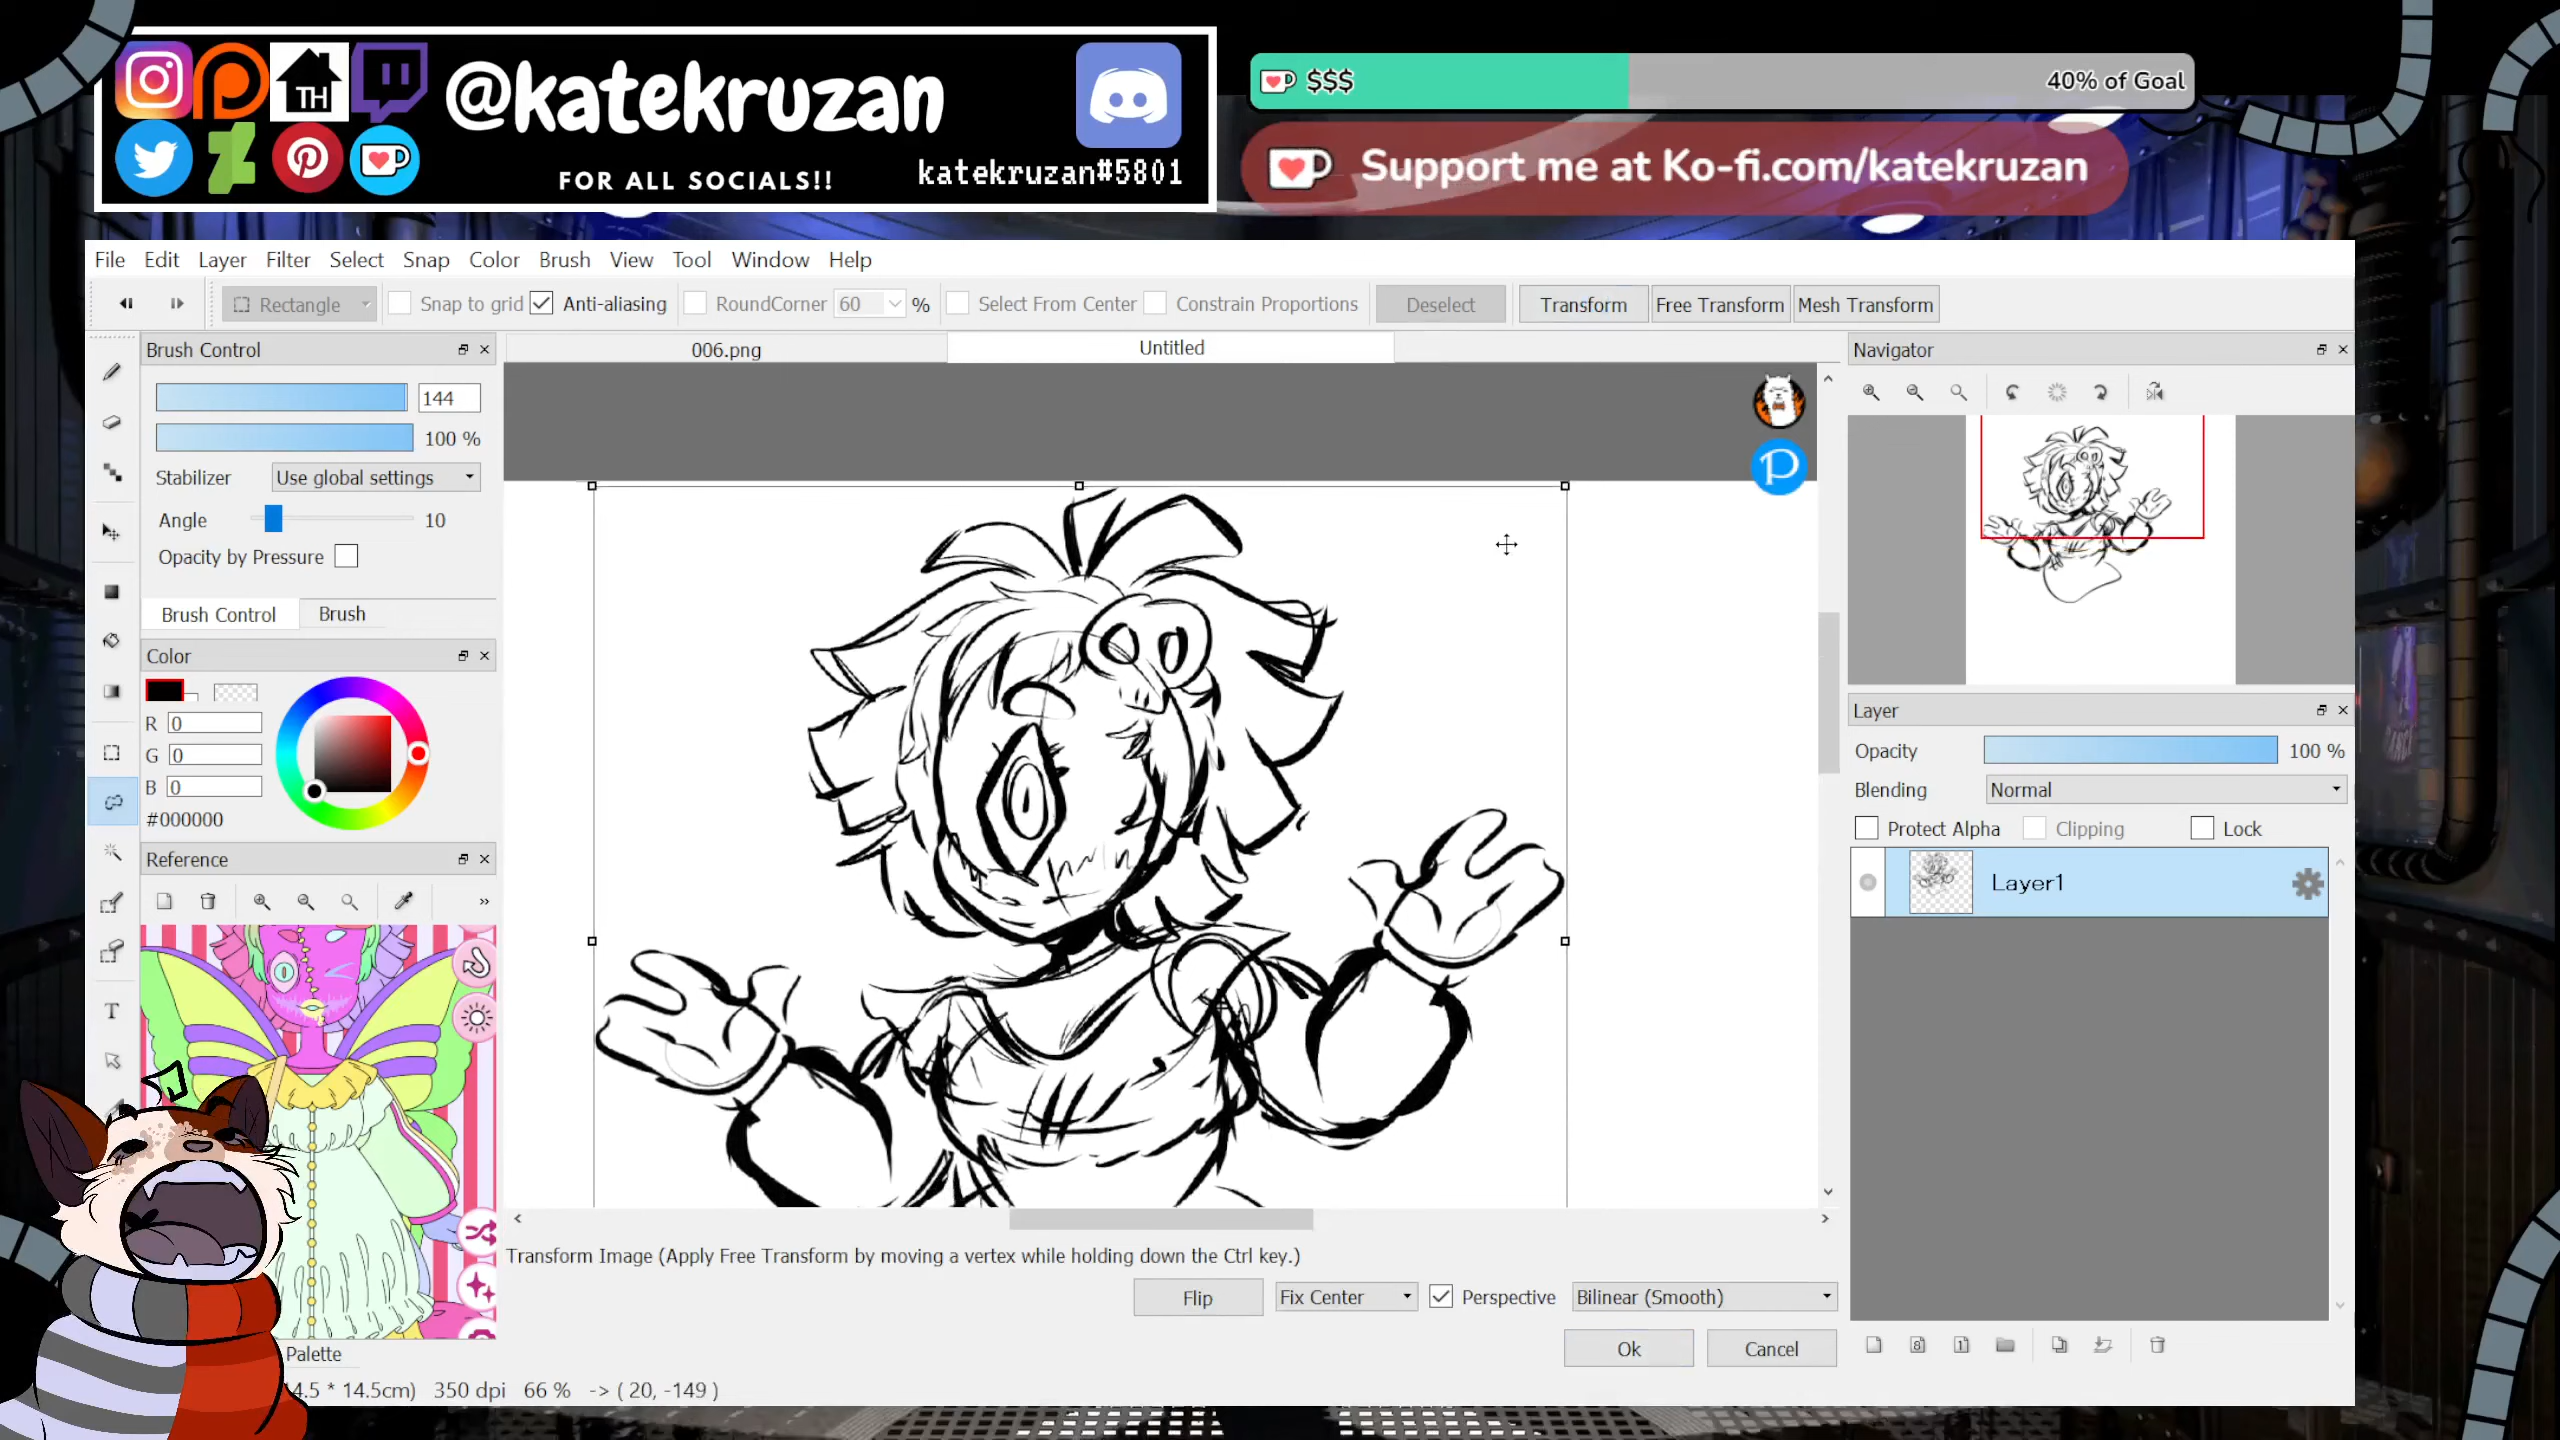 TH
@katekruzan
FOR ALL SOCIALS!!
katekruzan#5801
$$$
40% of Goal
Support me at Ko-fi.com/katekruzan
File Edit Layer Filter Select Snap Color Brush View Tool Window Help
Rectangle Snap to grid Anti-aliasing RoundCorner 60 % Select From Center Constrain Proportions Deselect Transform Free Transform Mesh Transform
Brush Control
144
100 %
Stabilizer Use global settings
Angle 10
Opacity by Pressure
Brush Control Brush
Color
R 0
G 0
B 0
#000000
Reference
T
Palette
006.png Untitled
P
Transform Image (Apply Free Transform by moving a vertex while holding down the Ctrl key.)
Flip Fix Center Perspective Bilinear (Smooth)
Ok Cancel
4.5 * 14.5cm) 350 dpi 66 % -> ( 20, -149 )
Navigator
Layer
Opacity 100 %
Blending Normal
Protect Alpha Clipping Lock
Layer1
8 1